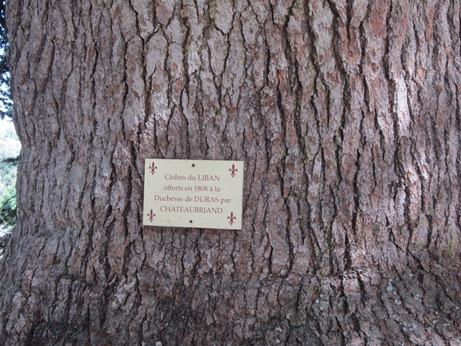 Cèdres du LIBAN
offerts en 1808 à la
Duchesse de DURAS par
CHATEAUBRIAND